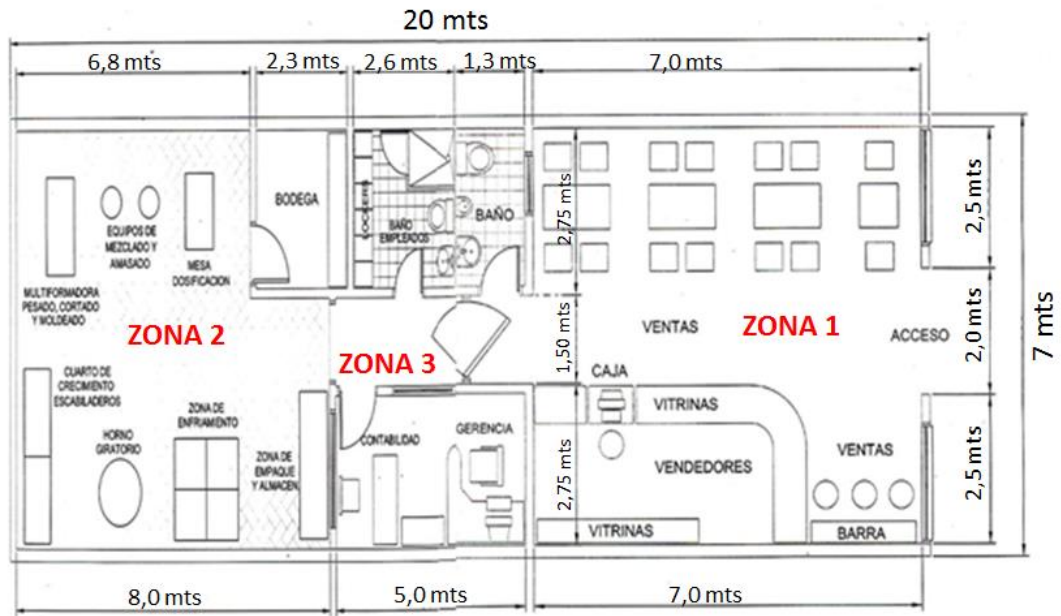 20 mts
6,8 mts
2,3 mts
2,6 mts
1,3 mts
7,0 mts
BODEGA
LOCKERS
BAÑO
EMPLEADOS
BAÑO
2,75 mts
2,5 mts
EQUIPOS DE
MEZCLADO Y
AMASADO
MESA
DOSIFICACION
MULTIFORMADORA
PESADO, CORTADO
Y MOLDEADO
ZONA 2
ZONA 3
1,50 mts
VENTAS
ZONA 1
ACCESO
2,0 mts
7 mts
CUARTO DE
CRECIMIENTO
ESCABILADEROS
HORNO
GIRATORIO
ZONA DE
ENFRIAMIENTO
ZONA DE
EMPAQUE
Y ALMACEN
CONTABILIDAD
GERENCIA
CAJA
VITRINAS
2,75 mts
VENDEDORES
VENTAS
2,5 mts
VITRINAS
BARRA
8,0 mts
5,0 mts
7,0 mts